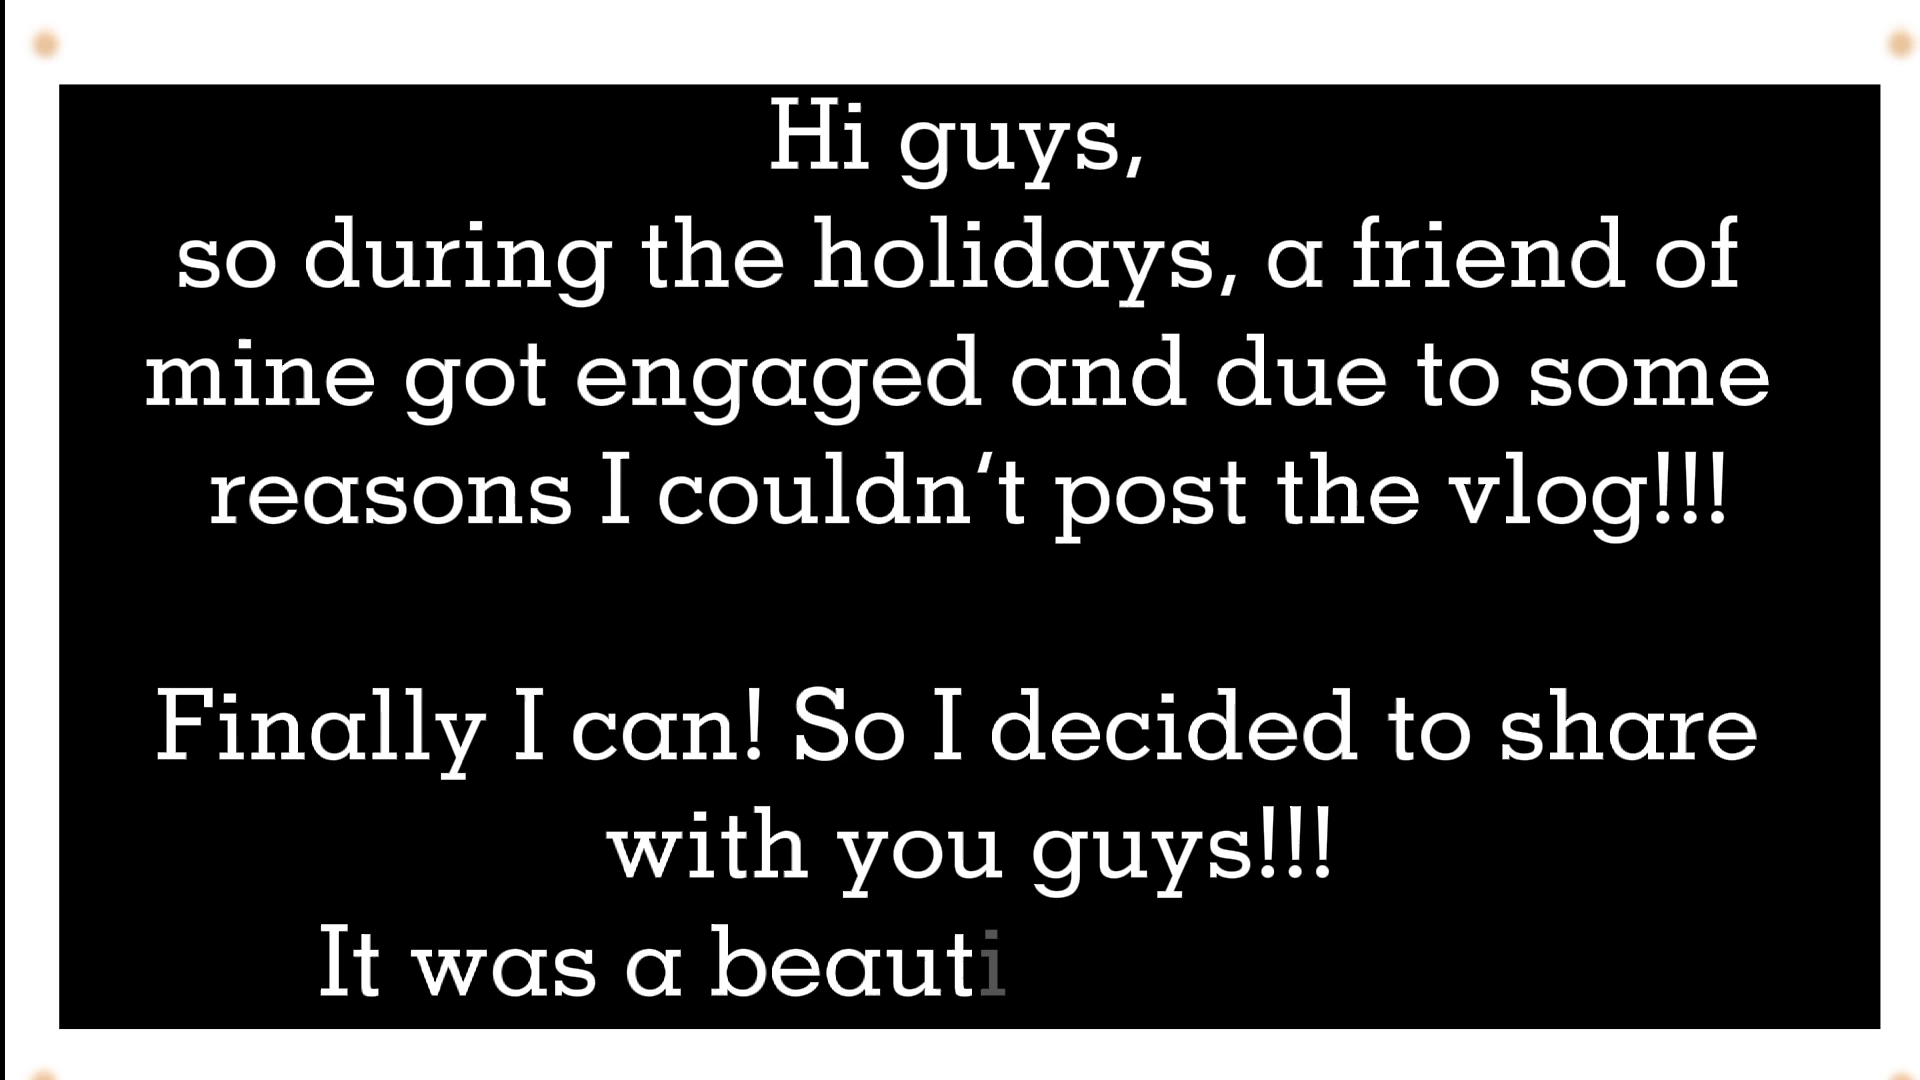 Hi guys,
so during the holidays, a friend of
mine got engaged and due to some
reasons I couldn‘t post the vlog!!!
Finally I can! So I decided to share
with you guys!!!
It was a beauti